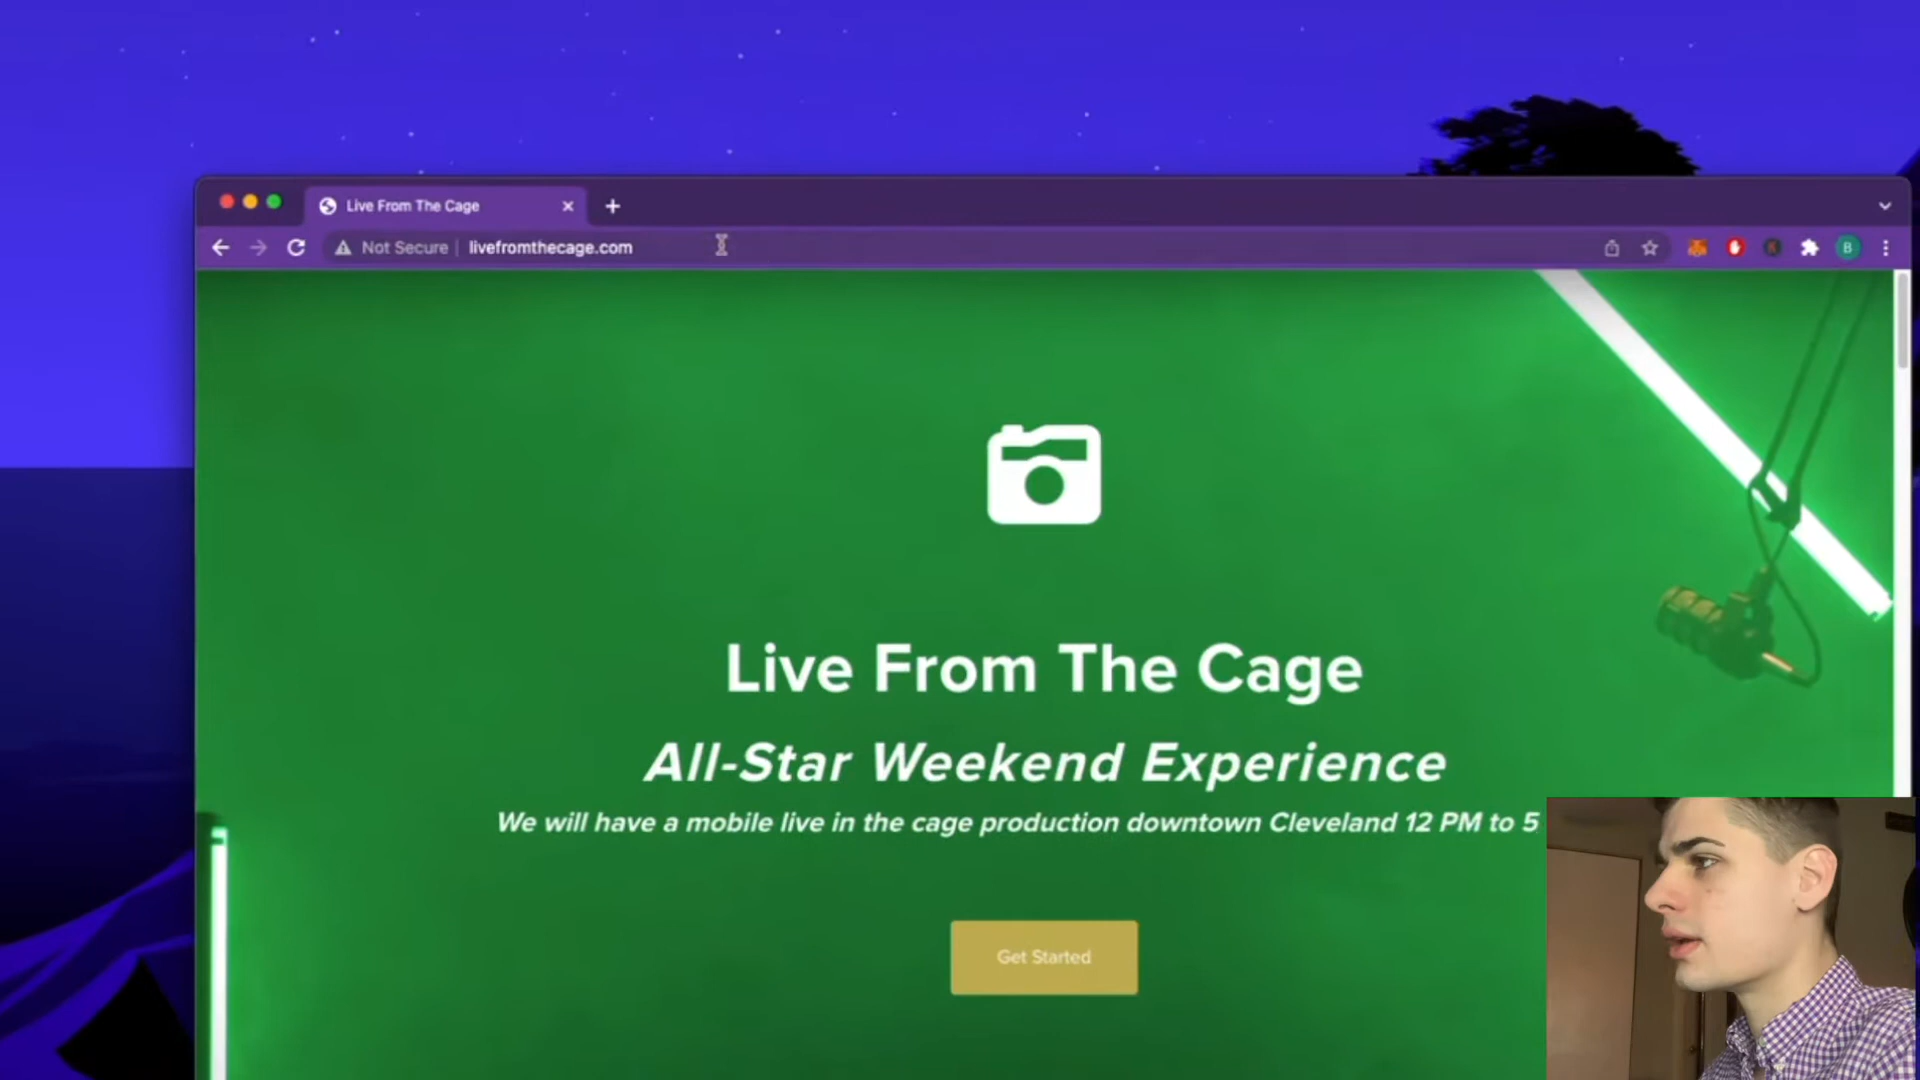 Live From The Cage
Not Secure | livefromthecage.com
B
Live From The Cage
All-Star Weekend Experience
We will have a mobile live in the cage production downtown Cleveland 12 PM to 5
Get Started